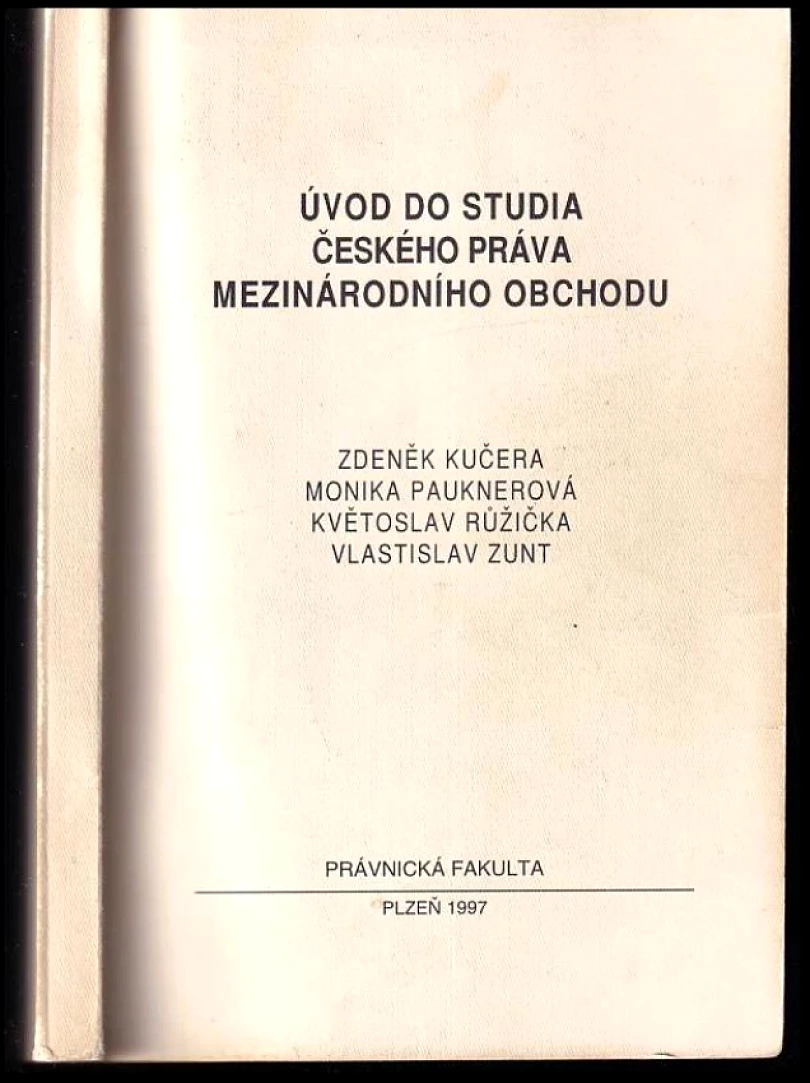 ÚVOD DO STUDIA
ČESKÉHO PRÁVA
MEZINÁRODNÍHO OBCHODU
ZDENĚK KUČERA
MONIKA PAUKNEROVÁ
KVĚTOSLAV RŮŽIČKA
VLASTISLAV ZUNT
PRÁVNICKÁ FAKULTA
PLZEŇ 1997